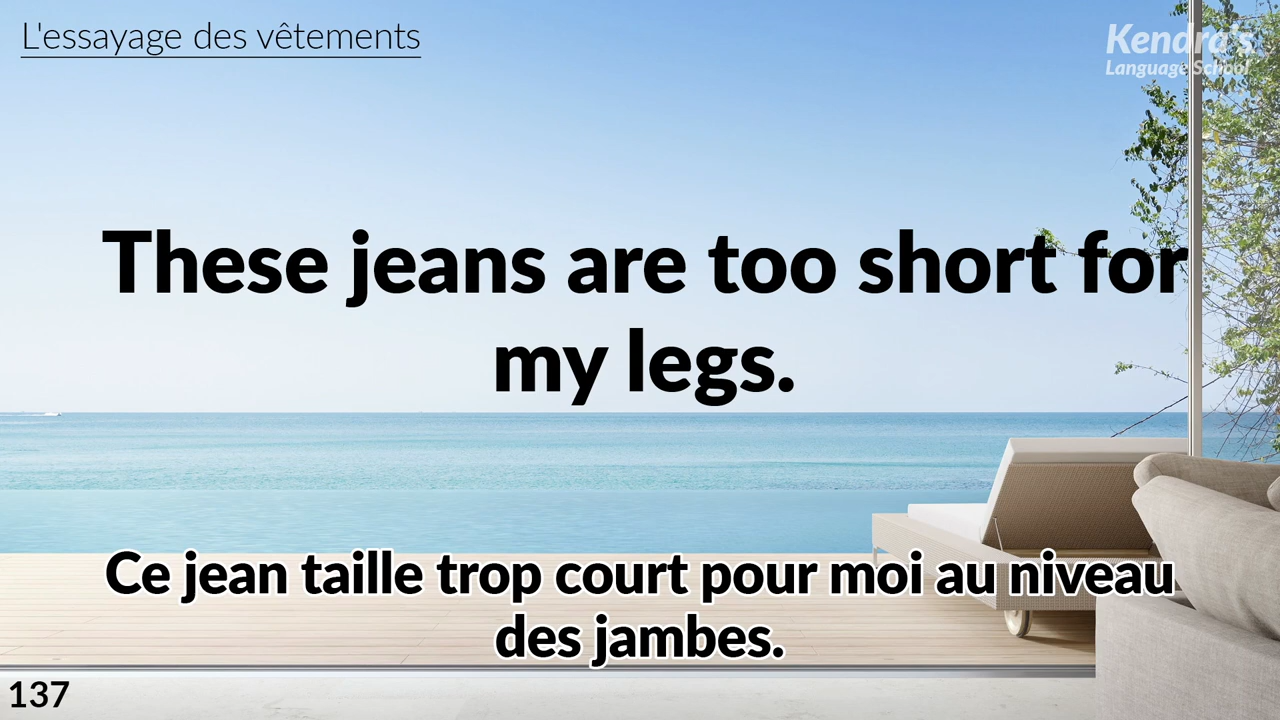 L'essayage des vêtements
Kendra's
Language School
These jeans are too short for
my legs.
Ce jean taille trop court pour moi au niveau
des jambes.
137